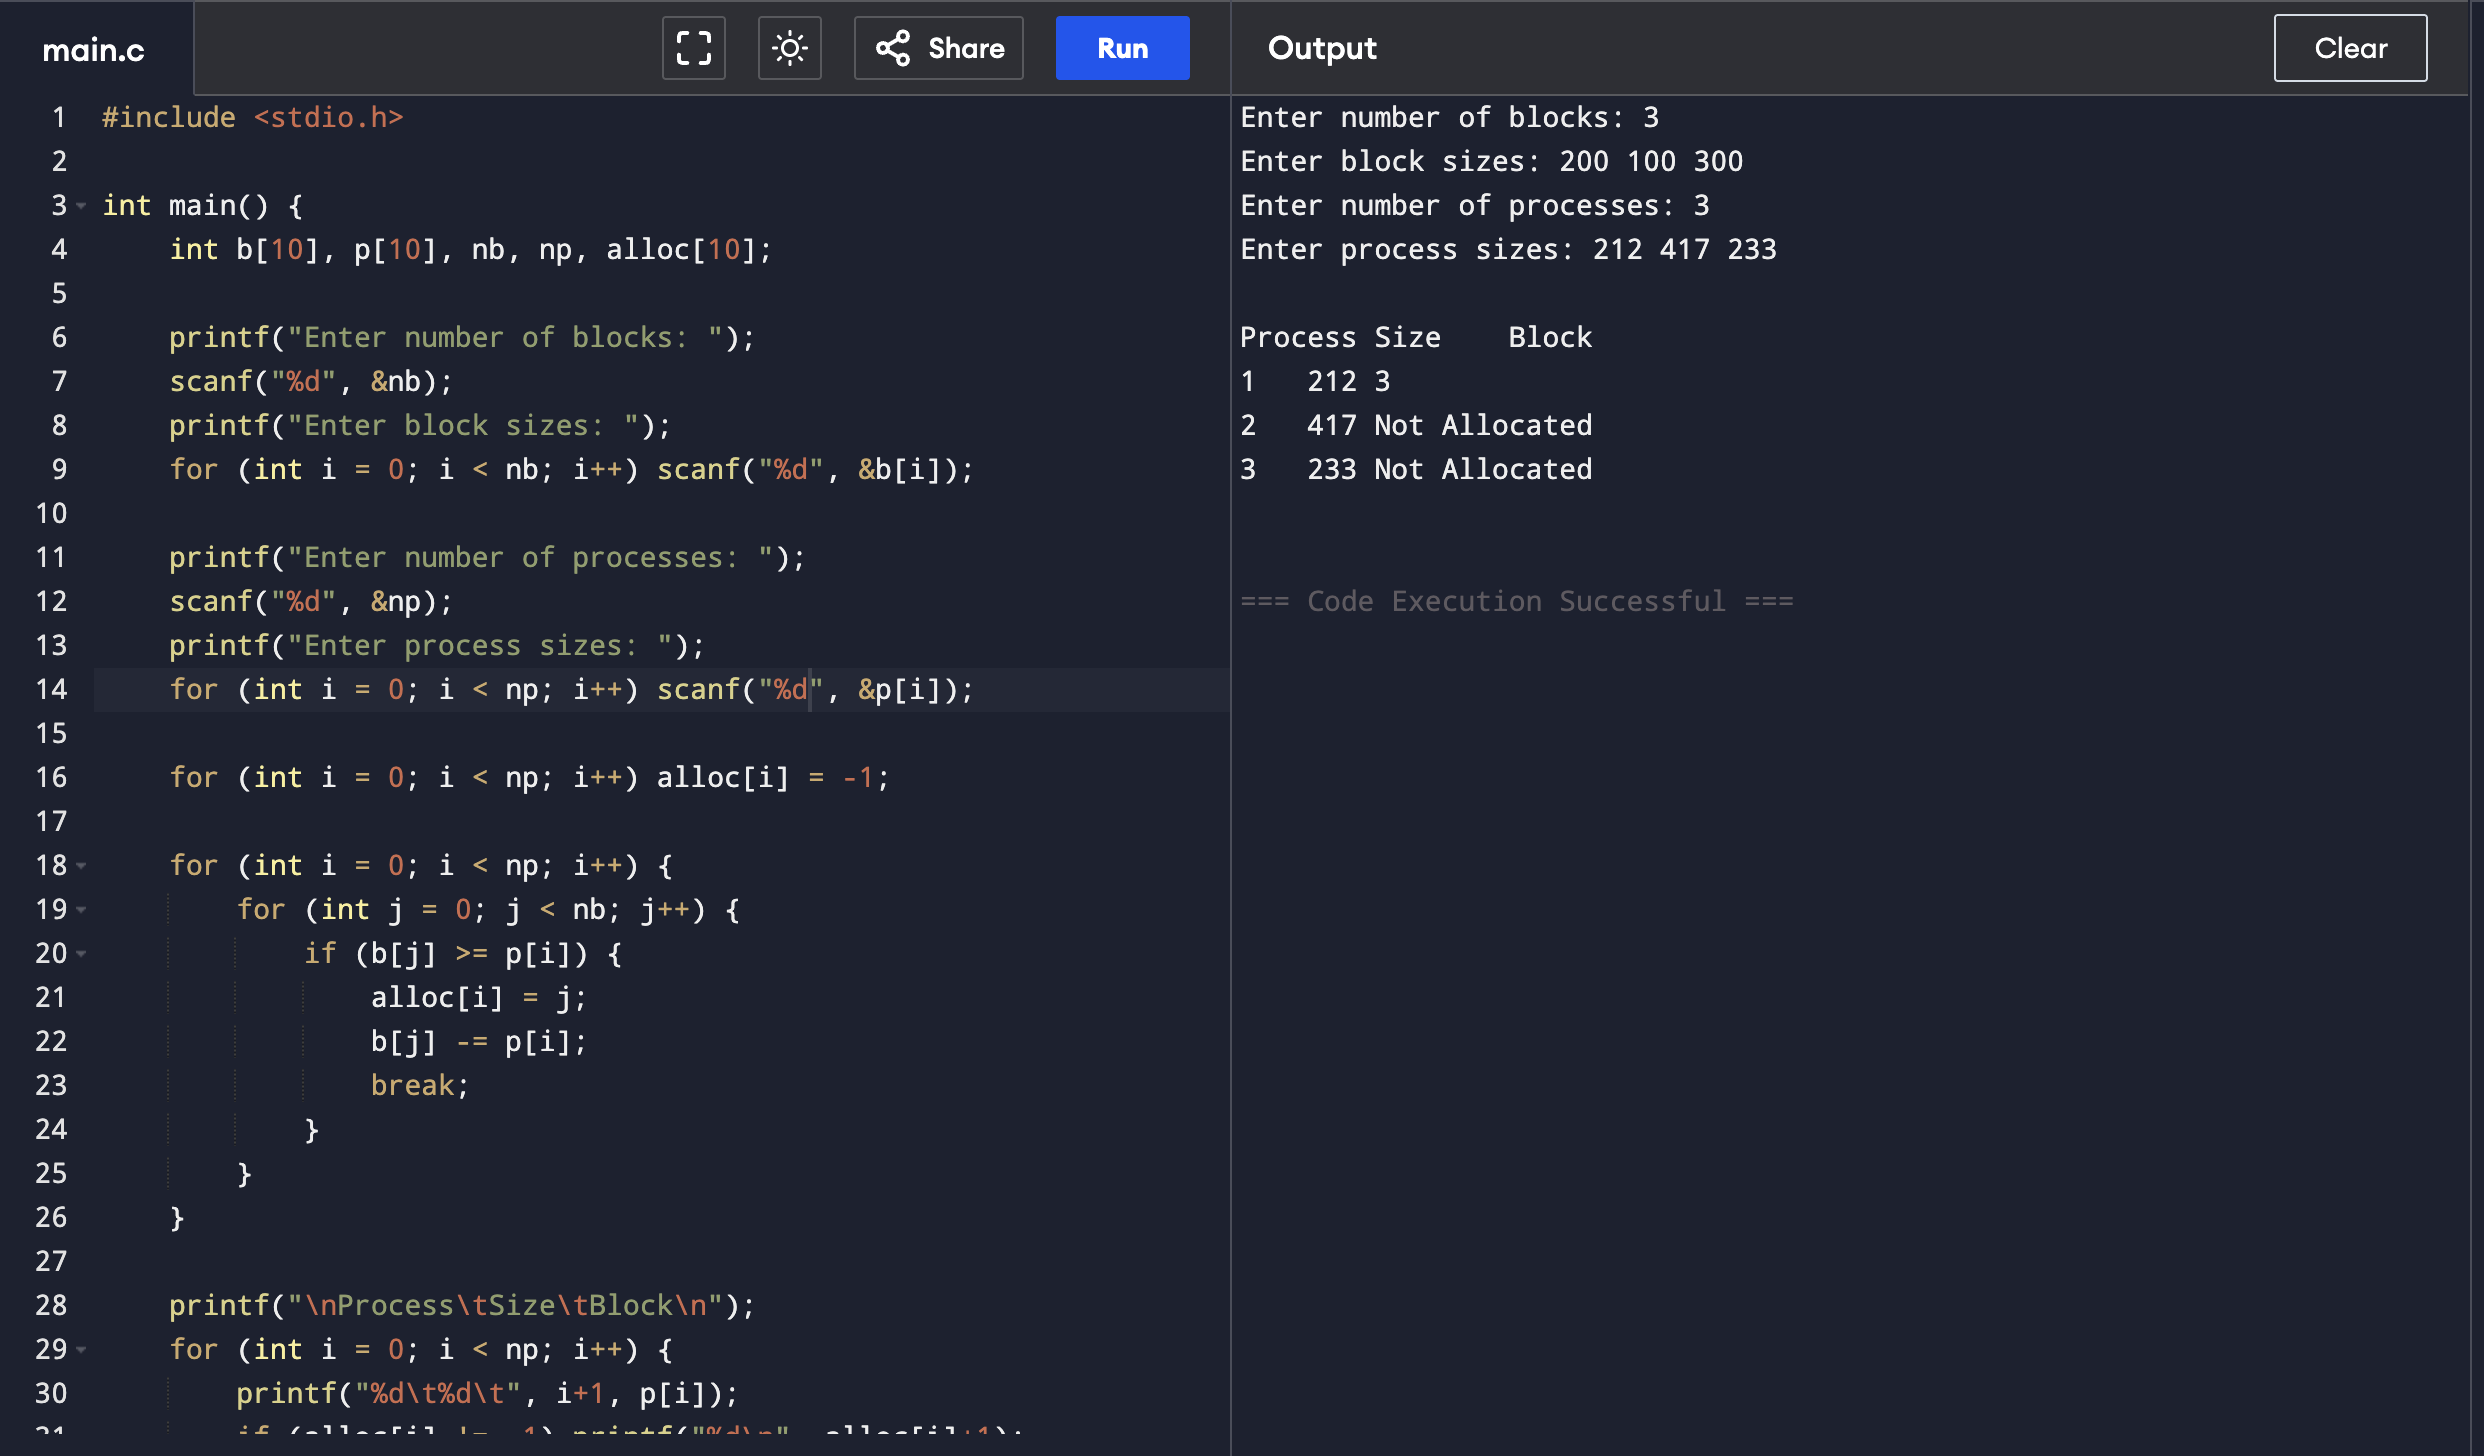 main.c
Share
Run
Output
Clear
1 #include <stdio.h>
2
3 int main() {
4     int b[10], p[10], nb, np, alloc[10];
5
6     printf("Enter number of blocks: ");
7     scanf("%d", &nb);
8     printf("Enter block sizes: ");
9     for (int i = 0; i < nb; i++) scanf("%d", &b[i]);
10
11     printf("Enter number of processes: ");
12     scanf("%d", &np);
13     printf("Enter process sizes: ");
14     for (int i = 0; i < np; i++) scanf("%d", &p[i]);
15
16     for (int i = 0; i < np; i++) alloc[i] = -1;
17
18     for (int i = 0; i < np; i++) {
19         for (int j = 0; j < nb; j++) {
20             if (b[j] >= p[i]) {
21                 alloc[i] = j;
22                 b[j] -= p[i];
23                 break;
24             }
25         }
26     }
27
28     printf("\nProcess\tSize\tBlock\n");
29     for (int i = 0; i < np; i++) {
30         printf("%d\t%d\t", i+1, p[i]);
31         if (alloc[i] != -1) printf("%d\n", alloc[i]+1);
Enter number of blocks: 3
Enter block sizes: 200 100 300
Enter number of processes: 3
Enter process sizes: 212 417 233
Process Size    Block
1   212 3
2   417 Not Allocated
3   233 Not Allocated
=== Code Execution Successful ===